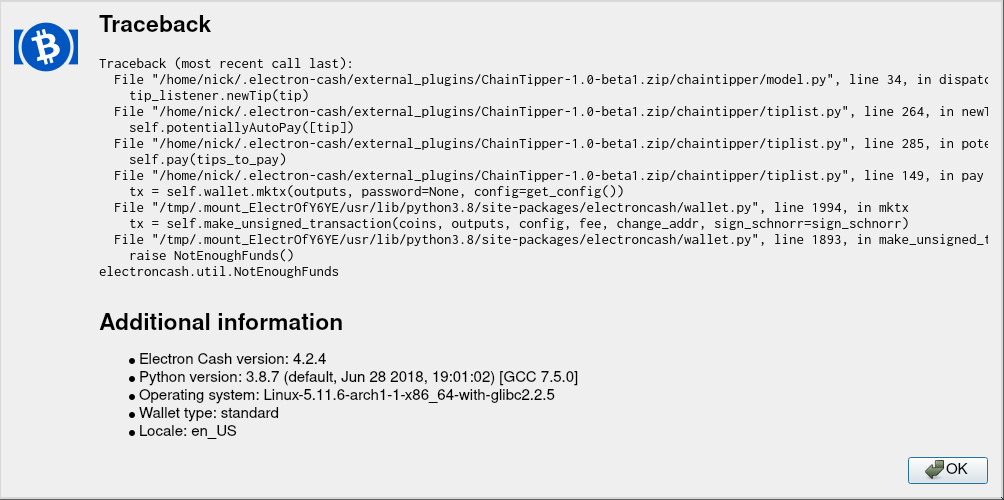 Traceback
Traceback (most recent call last):
File "/home/nick/.electron-cash/external_plugins/ChainTipper-1.0-beta1.zip/chaintipper/model.py", line 34, in dispatc
tip_listener.newTip(tip)
File "/home/nick/.electron-cash/external_plugins/ChainTipper-1.0-beta1.zip/chaintipper/tiplist.py", line 264, in newT
self.potentiallyAutoPay([tip])
File "/home/nick/.electron-cash/external_plugins/ChainTipper-1.0-beta1.zip/chaintipper/tiplist.py", line 285, in pote
self.pay(tips_to_pay)
File "/home/nick/.electron-cash/external_plugins/ChainTipper-1.0-beta1.zip/chaintipper/tiplist.py", line 149, in pay
tx = self.wallet.mktx(outputs, password=None, config=get_config())
File "/tmp/.mount_ElectrOfY6YE/usr/lib/python3.8/site-packages/electroncash/wallet.py", line 1994, in mktx
tx = self.make_unsigned_transaction(coins, outputs, config, fee, change_addr, sign_schnorr=sign_schnorr)
File "/tmp/.mount_ElectrOfY6YE/usr/lib/python3.8/site-packages/electroncash/wallet.py", line 1893, in make_unsigned_t
raise NotEnoughFunds()
electroncash.util.NotEnoughFunds
Additional information
● Electron Cash version: 4.2.4
● Python version: 3.8.7 (default, Jun 28 2018, 19:01:02) [GCC 7.5.0]
● Operating system: Linux-5.11.6-arch1-1-x86_64-with-glibc2.2.5
● Wallet type: standard
● Locale: en_US
OK